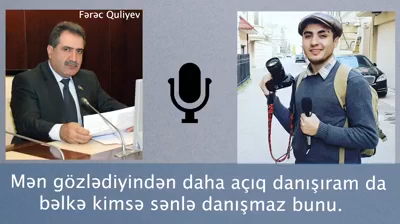 Fərəc Quliyev
Mən gözlədiyindən daha açıq danışıram da
bəlkə kimsə sənlə danışmaz bunu.